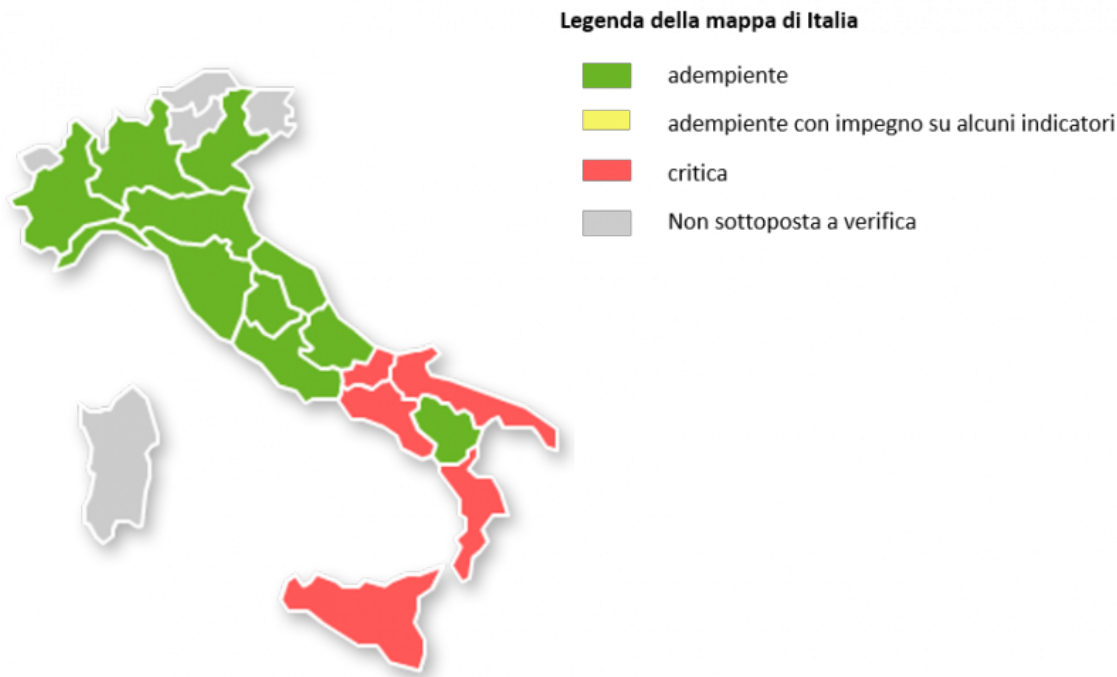 Legenda della mappa di Italia
adempiente
adempiente con impegno su alcuni indicatori
critica
Non sottoposta a verifica